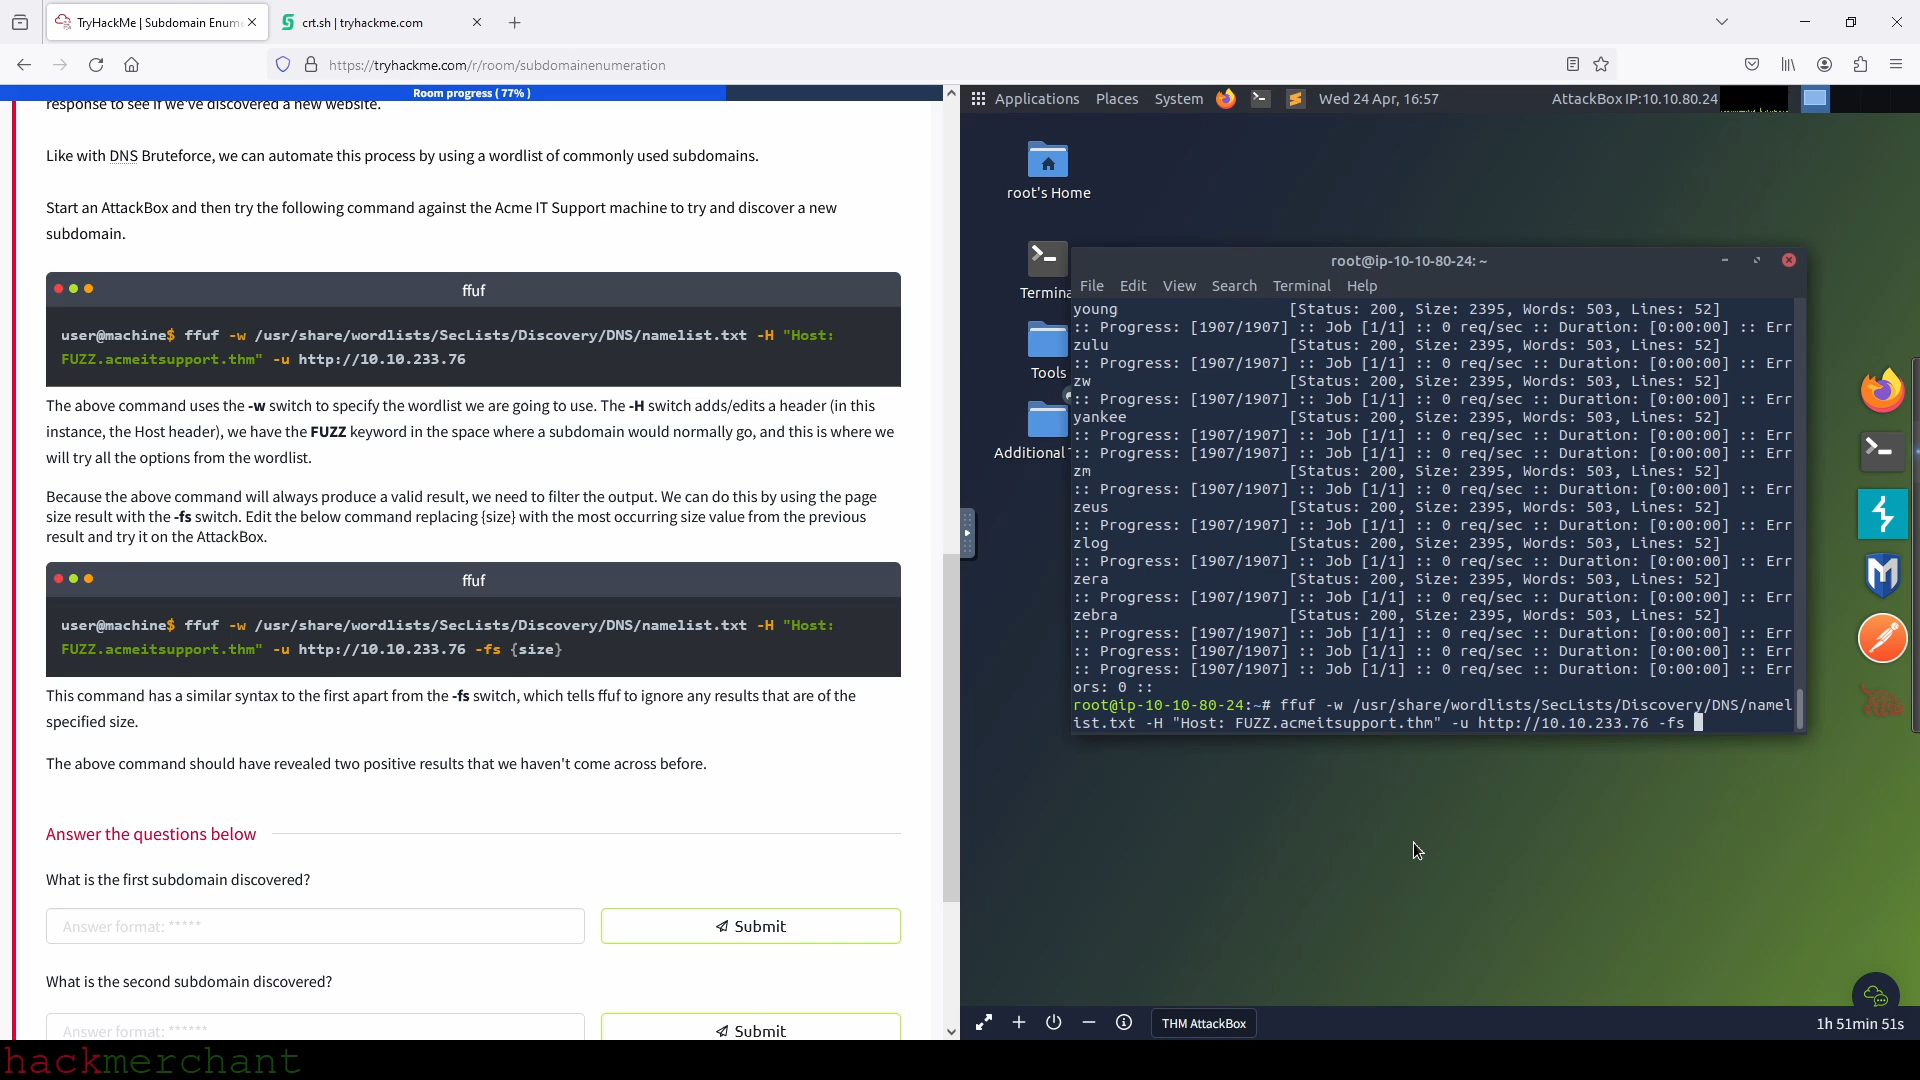 TryHackMe | Subdomain Enum
crt.sh | tryhackme.com
https://tryhackme.com/r/room/subdomainenumeration
Room progress ( 77% )
response to see if we've discovered a new website.
Like with DNS Bruteforce, we can automate this process by using a wordlist of commonly used subdomains.
Start an AttackBox and then try the following command against the Acme IT Support machine to try and discover a new
subdomain.
ffuf
user@machine$ ffuf -w /usr/share/wordlists/SecLists/Discovery/DNS/namelist.txt -H "Host:
FUZZ.acmeitsupport.thm" -u http://10.10.233.76
The above command uses the -w switch to specify the wordlist we are going to use. The -H switch adds/edits a header (in this
instance, the Host header), we have the FUZZ keyword in the space where a subdomain would normally go, and this is where we
will try all the options from the wordlist.
Because the above command will always produce a valid result, we need to filter the output. We can do this by using the page
size result with the -fs switch. Edit the below command replacing {size} with the most occurring size value from the previous
result and try it on the AttackBox.
ffuf
user@machine$ ffuf -w /usr/share/wordlists/SecLists/Discovery/DNS/namelist.txt -H "Host:
FUZZ.acmeitsupport.thm" -u http://10.10.233.76 -fs {size}
This command has a similar syntax to the first apart from the -fs switch, which tells ffuf to ignore any results that are of the
specified size.
The above command should have revealed two positive results that we haven't come across before.
Answer the questions below
What is the first subdomain discovered?
Answer format: *****
Submit
What is the second subdomain discovered?
Answer format: ******
Submit
Applications Places System Wed 24 Apr, 16:57 AttackBox IP:10.10.80.24
root's Home
Termina
Tools
Additional T
root@ip-10-10-80-24: ~
File Edit View Search Terminal Help
young [Status: 200, Size: 2395, Words: 503, Lines: 52]
:: Progress: [1907/1907] :: Job [1/1] :: 0 req/sec :: Duration: [0:00:00] :: Err
zulu [Status: 200, Size: 2395, Words: 503, Lines: 52]
:: Progress: [1907/1907] :: Job [1/1] :: 0 req/sec :: Duration: [0:00:00] :: Err
zw [Status: 200, Size: 2395, Words: 503, Lines: 52]
:: Progress: [1907/1907] :: Job [1/1] :: 0 req/sec :: Duration: [0:00:00] :: Err
yankee [Status: 200, Size: 2395, Words: 503, Lines: 52]
:: Progress: [1907/1907] :: Job [1/1] :: 0 req/sec :: Duration: [0:00:00] :: Err
:: Progress: [1907/1907] :: Job [1/1] :: 0 req/sec :: Duration: [0:00:00] :: Err
zm [Status: 200, Size: 2395, Words: 503, Lines: 52]
:: Progress: [1907/1907] :: Job [1/1] :: 0 req/sec :: Duration: [0:00:00] :: Err
zeus [Status: 200, Size: 2395, Words: 503, Lines: 52]
:: Progress: [1907/1907] :: Job [1/1] :: 0 req/sec :: Duration: [0:00:00] :: Err
zlog [Status: 200, Size: 2395, Words: 503, Lines: 52]
:: Progress: [1907/1907] :: Job [1/1] :: 0 req/sec :: Duration: [0:00:00] :: Err
zera [Status: 200, Size: 2395, Words: 503, Lines: 52]
:: Progress: [1907/1907] :: Job [1/1] :: 0 req/sec :: Duration: [0:00:00] :: Err
zebra [Status: 200, Size: 2395, Words: 503, Lines: 52]
:: Progress: [1907/1907] :: Job [1/1] :: 0 req/sec :: Duration: [0:00:00] :: Err
:: Progress: [1907/1907] :: Job [1/1] :: 0 req/sec :: Duration: [0:00:00] :: Err
:: Progress: [1907/1907] :: Job [1/1] :: 0 req/sec :: Duration: [0:00:00] :: Err
ors: 0 ::
root@ip-10-10-80-24:~# ffuf -w /usr/share/wordlists/SecLists/Discovery/DNS/namel
ist.txt -H "Host: FUZZ.acmeitsupport.thm" -u http://10.10.233.76 -fs
THM AttackBox
1h 51min 51s
hackmerchant